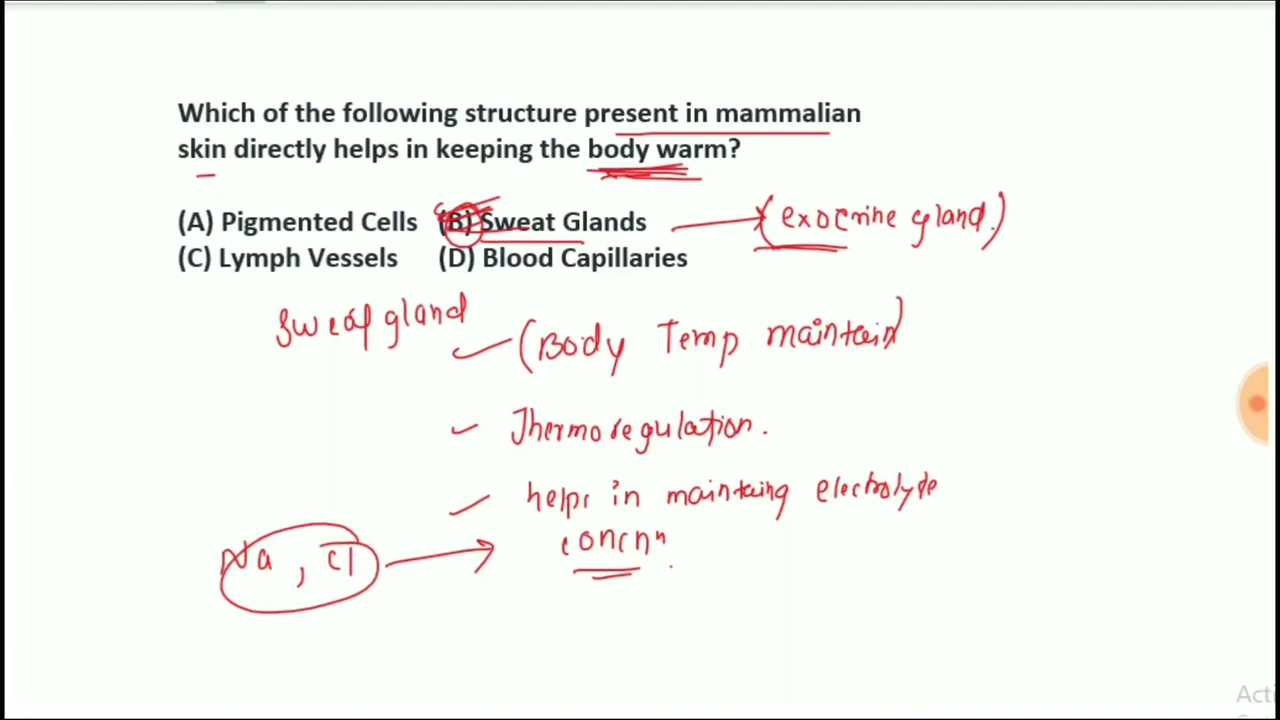 Which of the following structure present in mammalian
skin directly helps in keeping the body warm?
(A) Pigmented Cells (B) Sweat Glands (exocrine gland.)
(C) Lymph Vessels (D) Blood Capillaries
Sweat gland
(Body Temp maintain)
Thermoregulation.
helps in maintaing electrolyte
Na, Cl concnn.
Acti